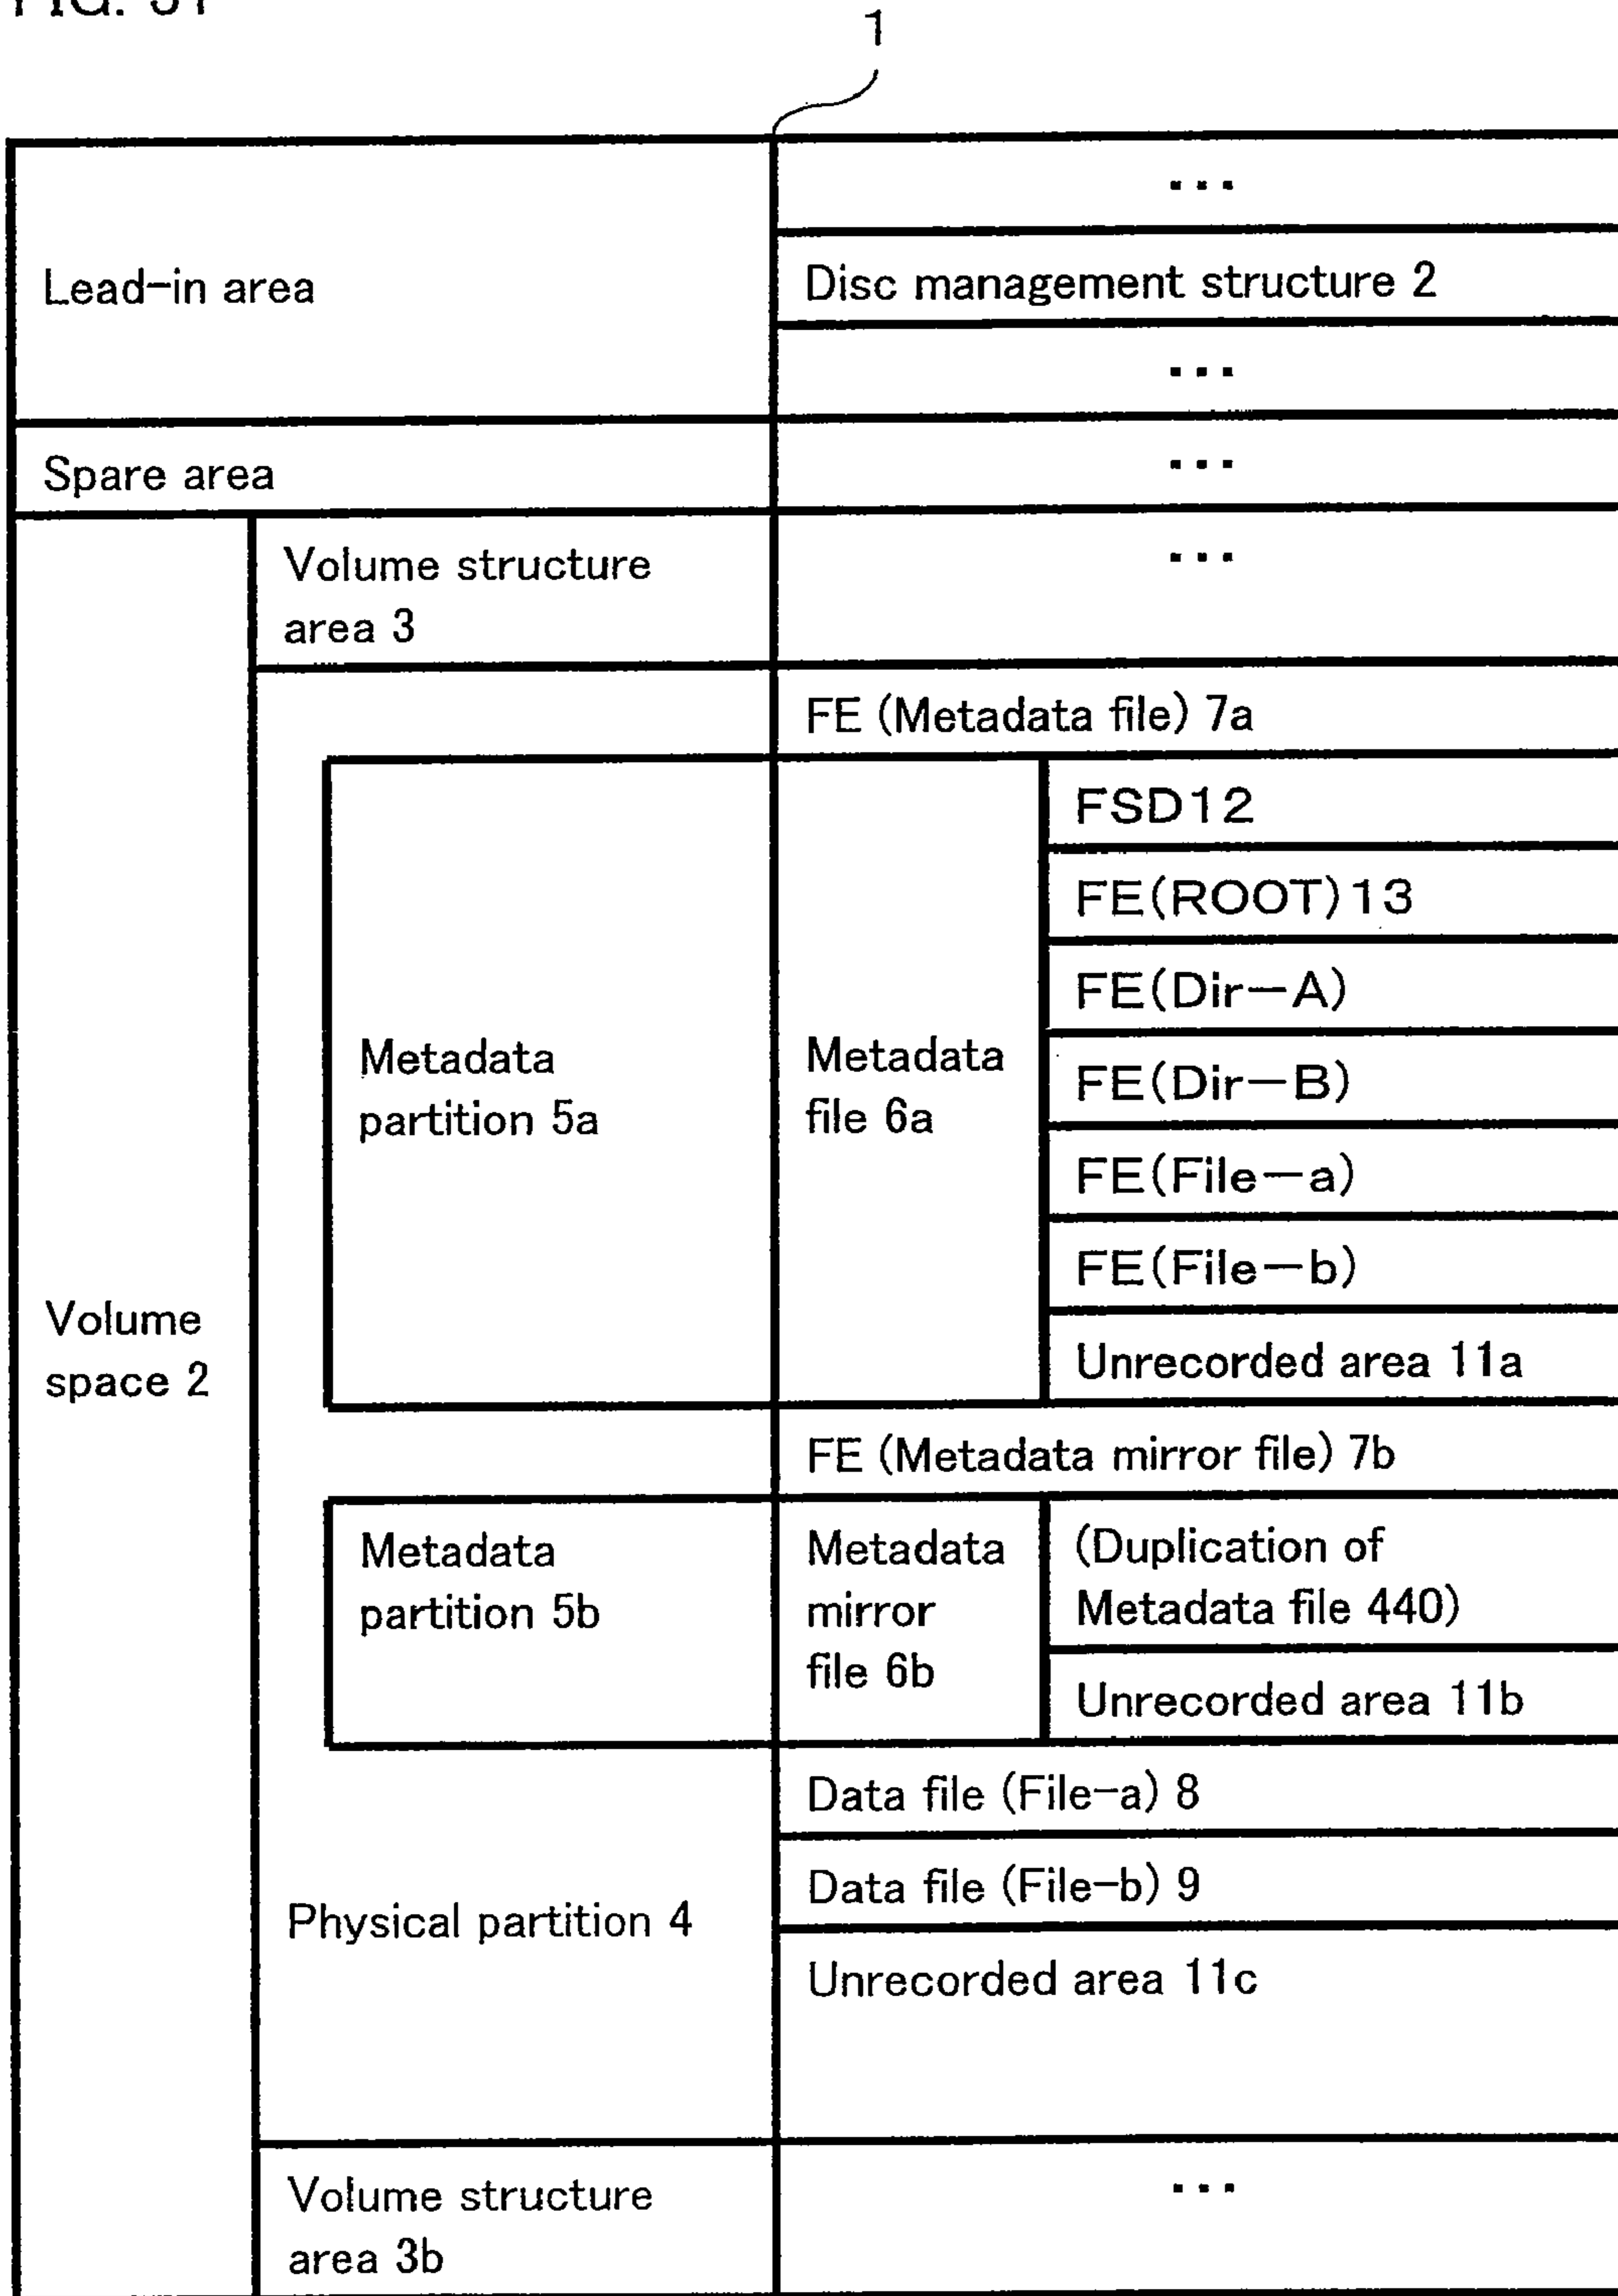 FIG. 31
1
...
Lead-in area
Disc management structure 2
...
Spare area
...
Volume structure
area 3
...
FE (Metadata file) 7a
Metadata
partition 5a
Metadata
file 6a
FSD12
FE(ROOT)13
FE(Dir-A)
FE(Dir-B)
FE(File-a)
FE(File-b)
Unrecorded area 11a
Volume
space 2
FE (Metadata mirror file) 7b
Metadata
partition 5b
Metadata
mirror
file 6b
(Duplication of
Metadata file 440)
Unrecorded area 11b
Physical partition 4
Data file (File-a) 8
Data file (File-b) 9
Unrecorded area 11c
Volume structure
area 3b
...